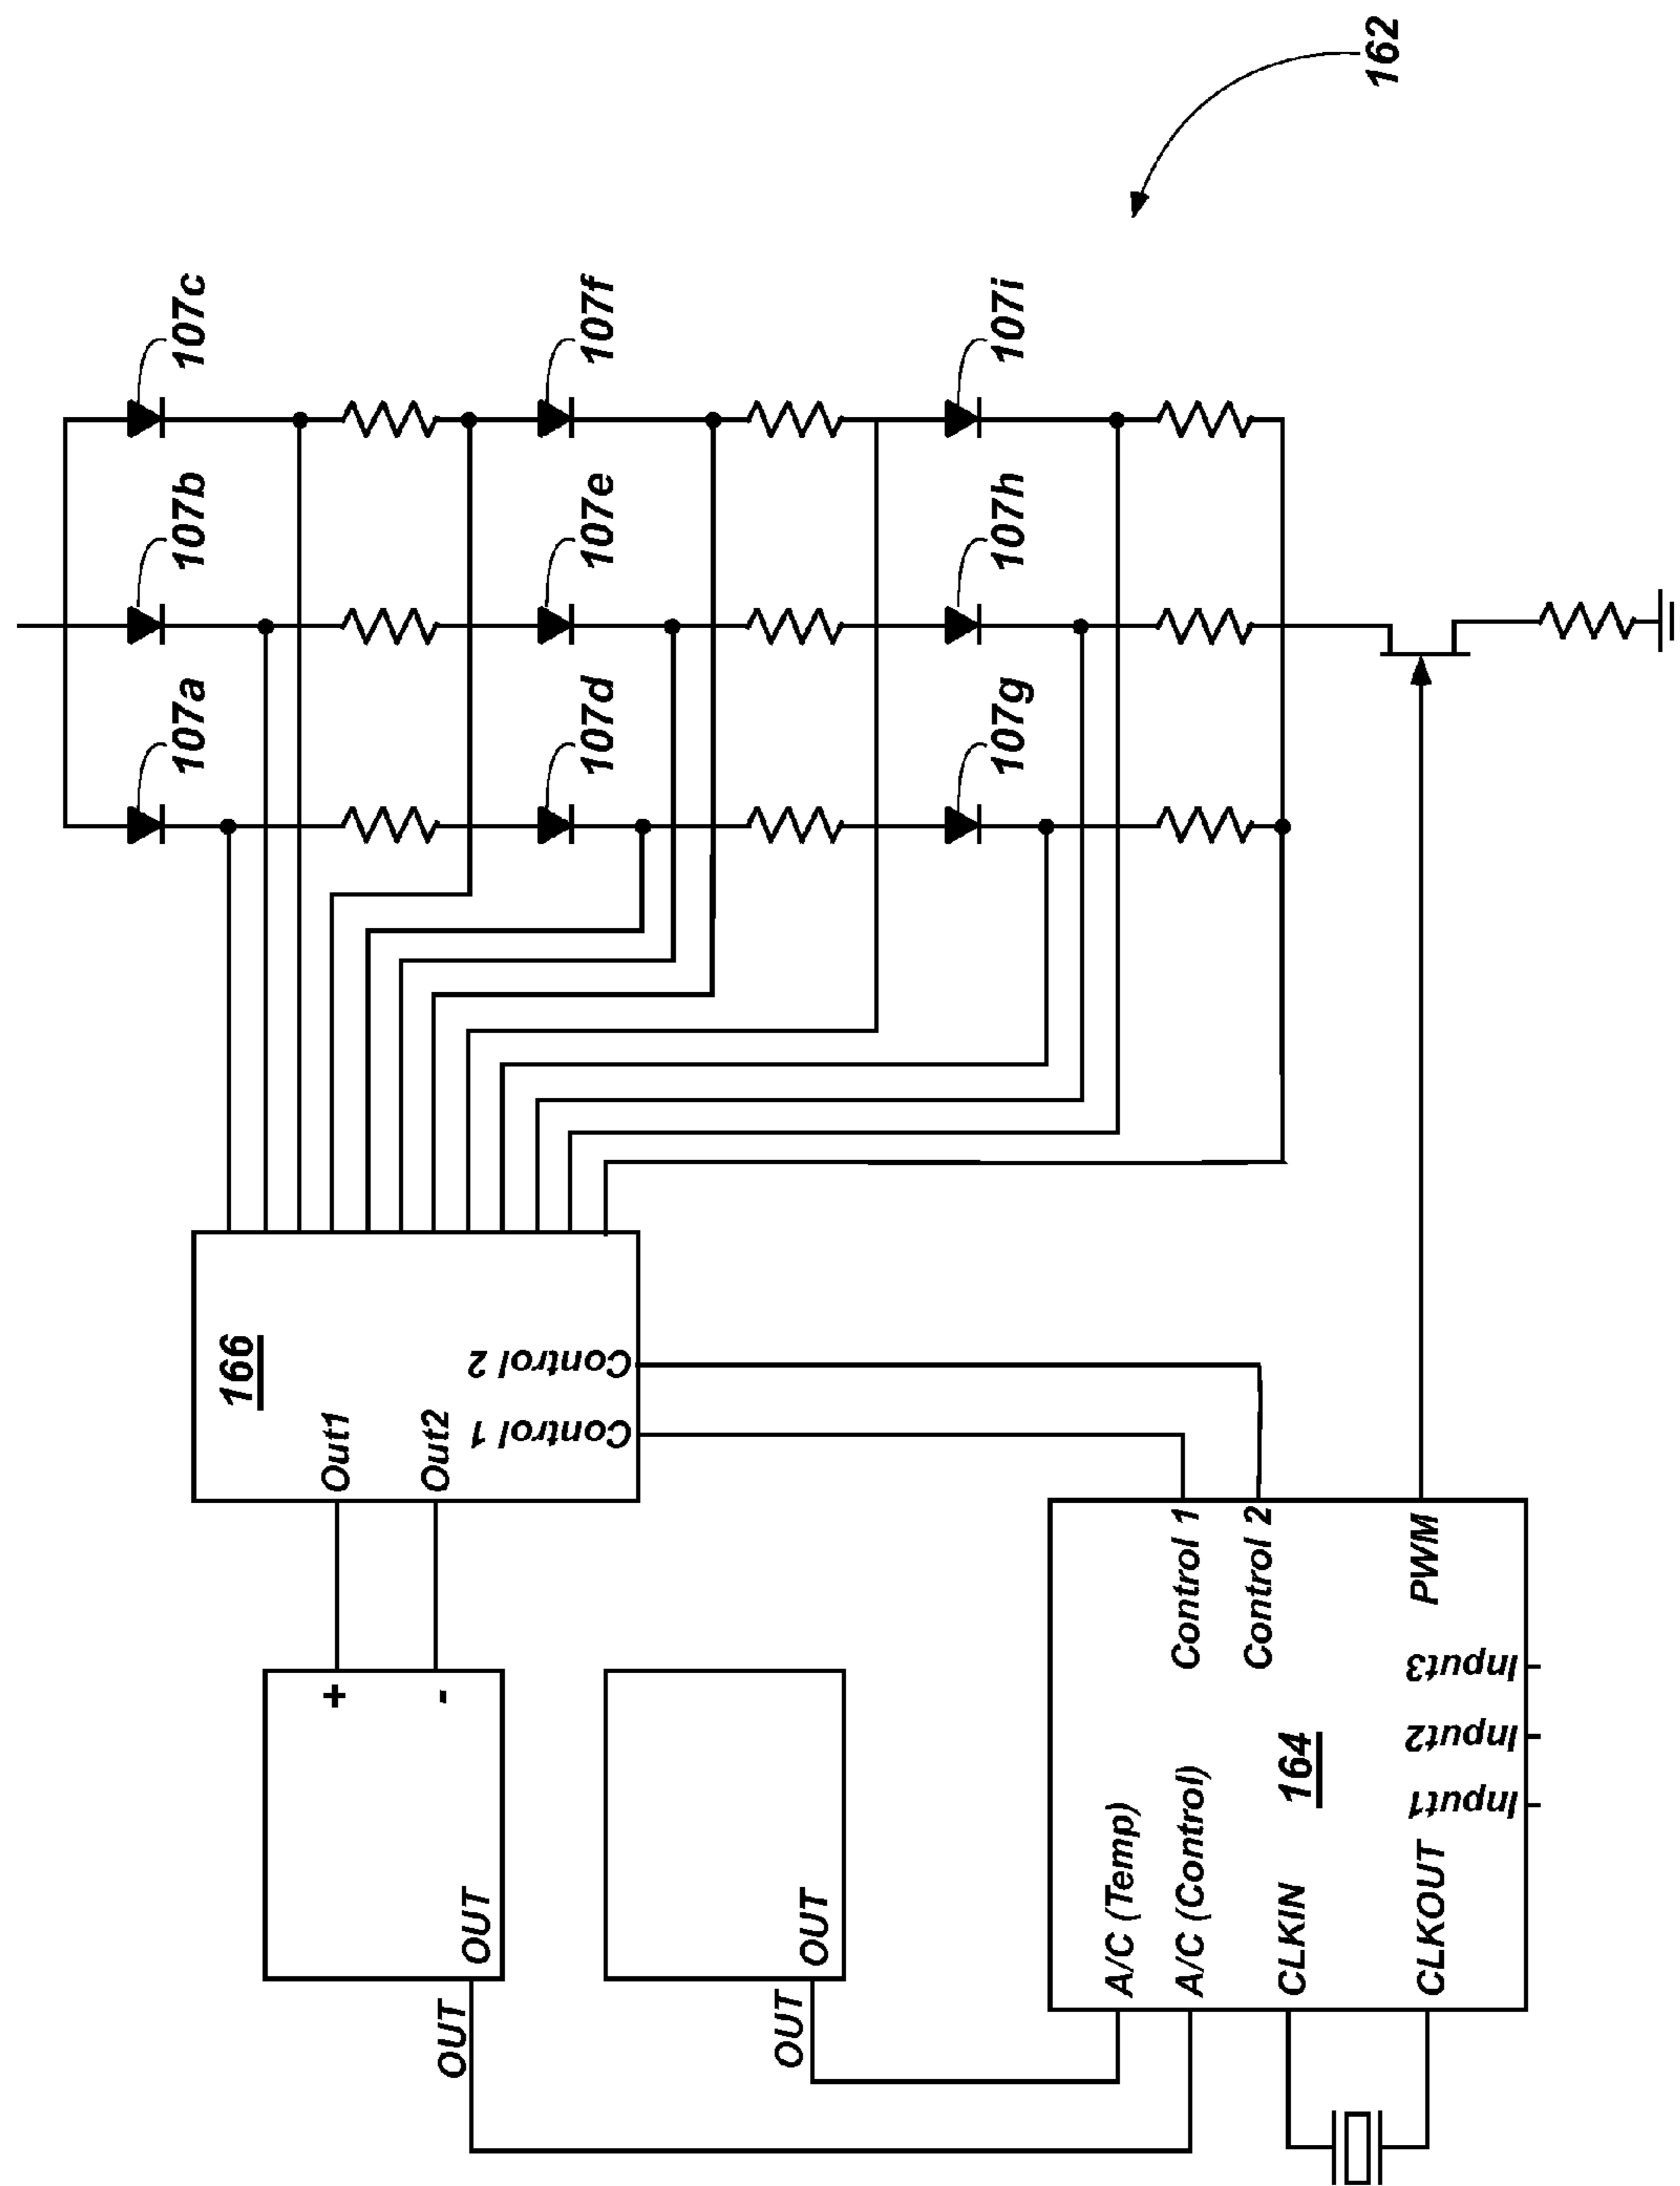 162
107c
107f
107i
107b
107e
107h
107a
107d
107g
166
Out1
Out2
Control 1
Control 2
+
-
OUT
OUT
OUT
OUT
A/C (Temp)
A/C (Control)
CLKIN
CLKOUT
164
Control 1
Control 2
PWM
Input1
Input2
Input3